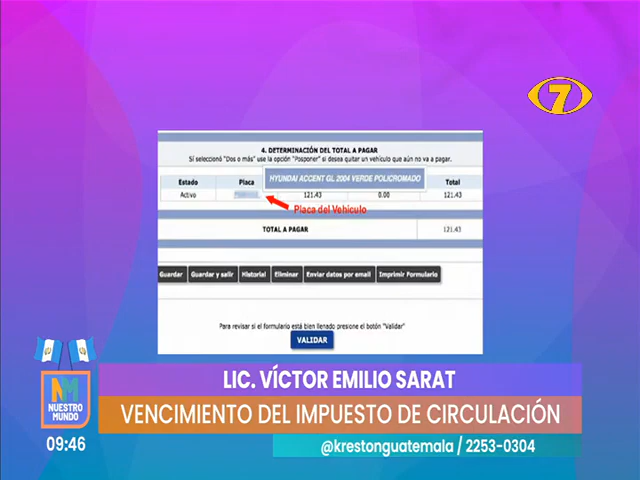 7
4. DETERMINACIÓN DEL TOTAL A PAGAR
Sí seleccionó "Dos o más" use la opción "Posponer" si desea quitar un vehículo que aún no va a pagar.
HYUNDAI ACCENT GL 2004 VERDE POLICROMADO
Estado Placa Total
Activo 121.43 0.00 121.43
Placa del Vehículo
TOTAL A PAGAR 121.43
Guardar Guardar y salir Historial Eliminar Enviar datos por email Imprimir Formulario
Para revisar si el formulario está bien llenado presione el botón "Validar"
VALIDAR
LIC. VÍCTOR EMILIO SARAT
NM
NUESTRO
MUNDO
VENCIMIENTO DEL IMPUESTO DE CIRCULACIÓN
09:46
@krestonguatemala / 2253-0304